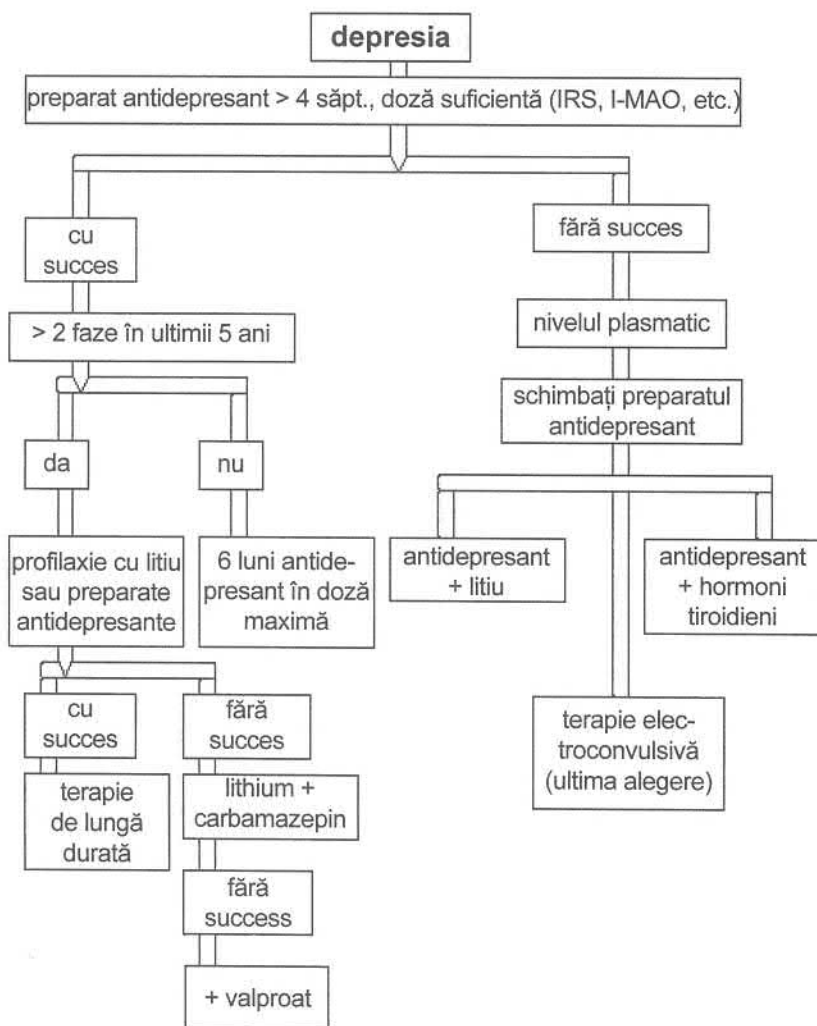 depresia
preparat antidepresant > 4 săpt., doză suficientă (IRS, I-MAO, etc.)
cu
succes
fără succes
> 2 faze în ultimii 5 ani
nivelul plasmatic
schimbați preparatul
antidepresant
da
nu
profilaxie cu litiu
sau preparate
antidepresante
6 luni antide-
presant în doză
maximă
antidepresant
+ litiu
antidepresant
+ hormoni
tiroidieni
cu
succes
fără
succes
terapie elec-
troconvulsivă
(ultima alegere)
terapie
de lungă
durată
lithium +
carbamazepin
fără
success
+ valproat